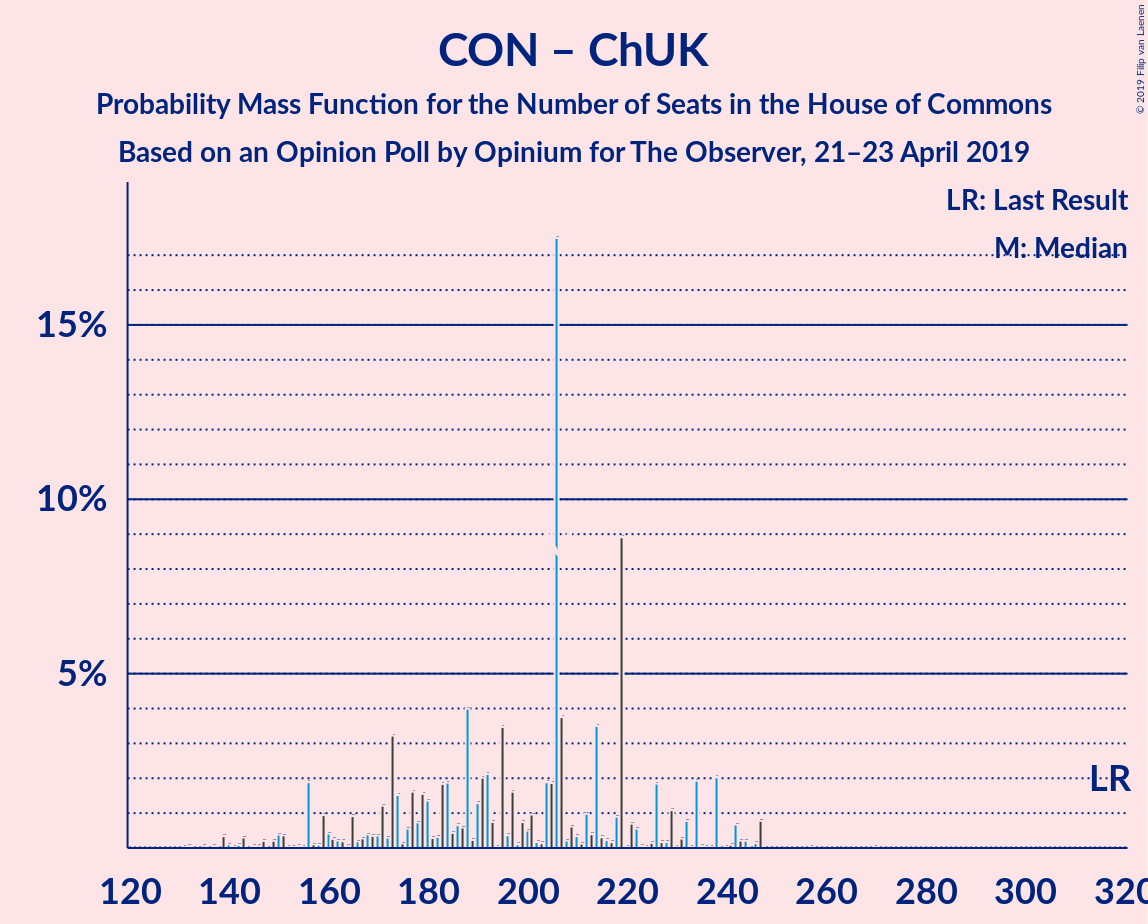 CON – ChUK
Probability Mass Function for the Number of Seats in the House of Commons
Based on an Opinion Poll by Opinium for The Observer, 21–23 April 2019
© 2019 Filip van Laenen
LR: Last Result
M: Median
15%
10%
5%
LR
120 140 160 180 200 220 240 260 280 300 320